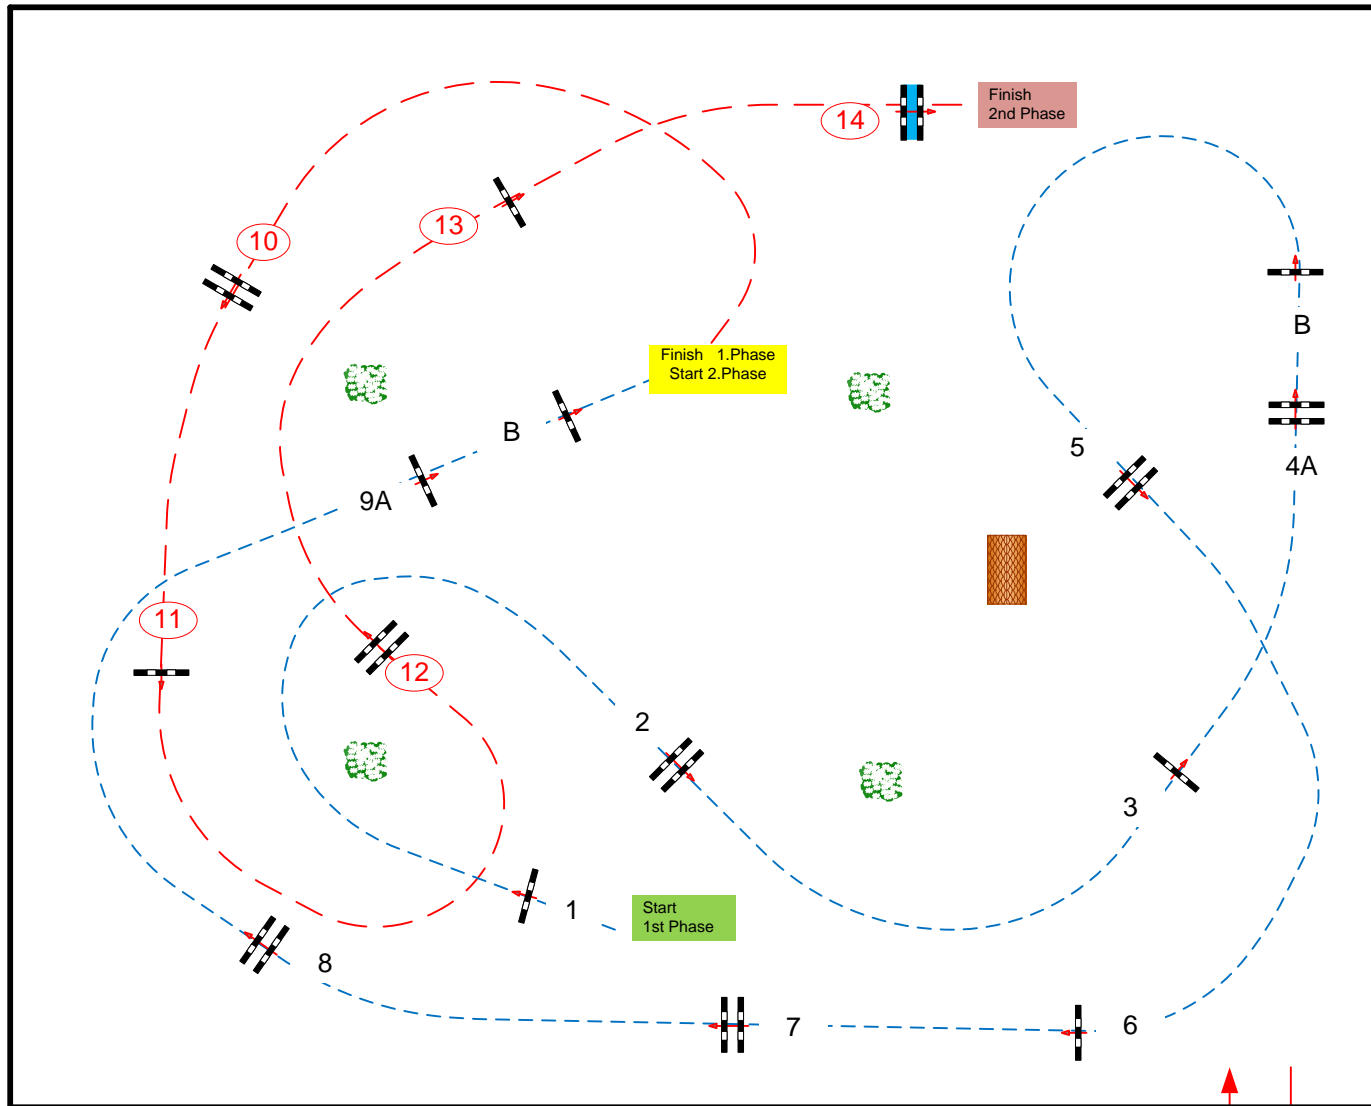 Finish
2nd Phase
14
13
10
B
Finish 1.Phase
Start 2.Phase
B
5
4A
9A
11
12
2
3
Start
1st Phase
1
8
7
6